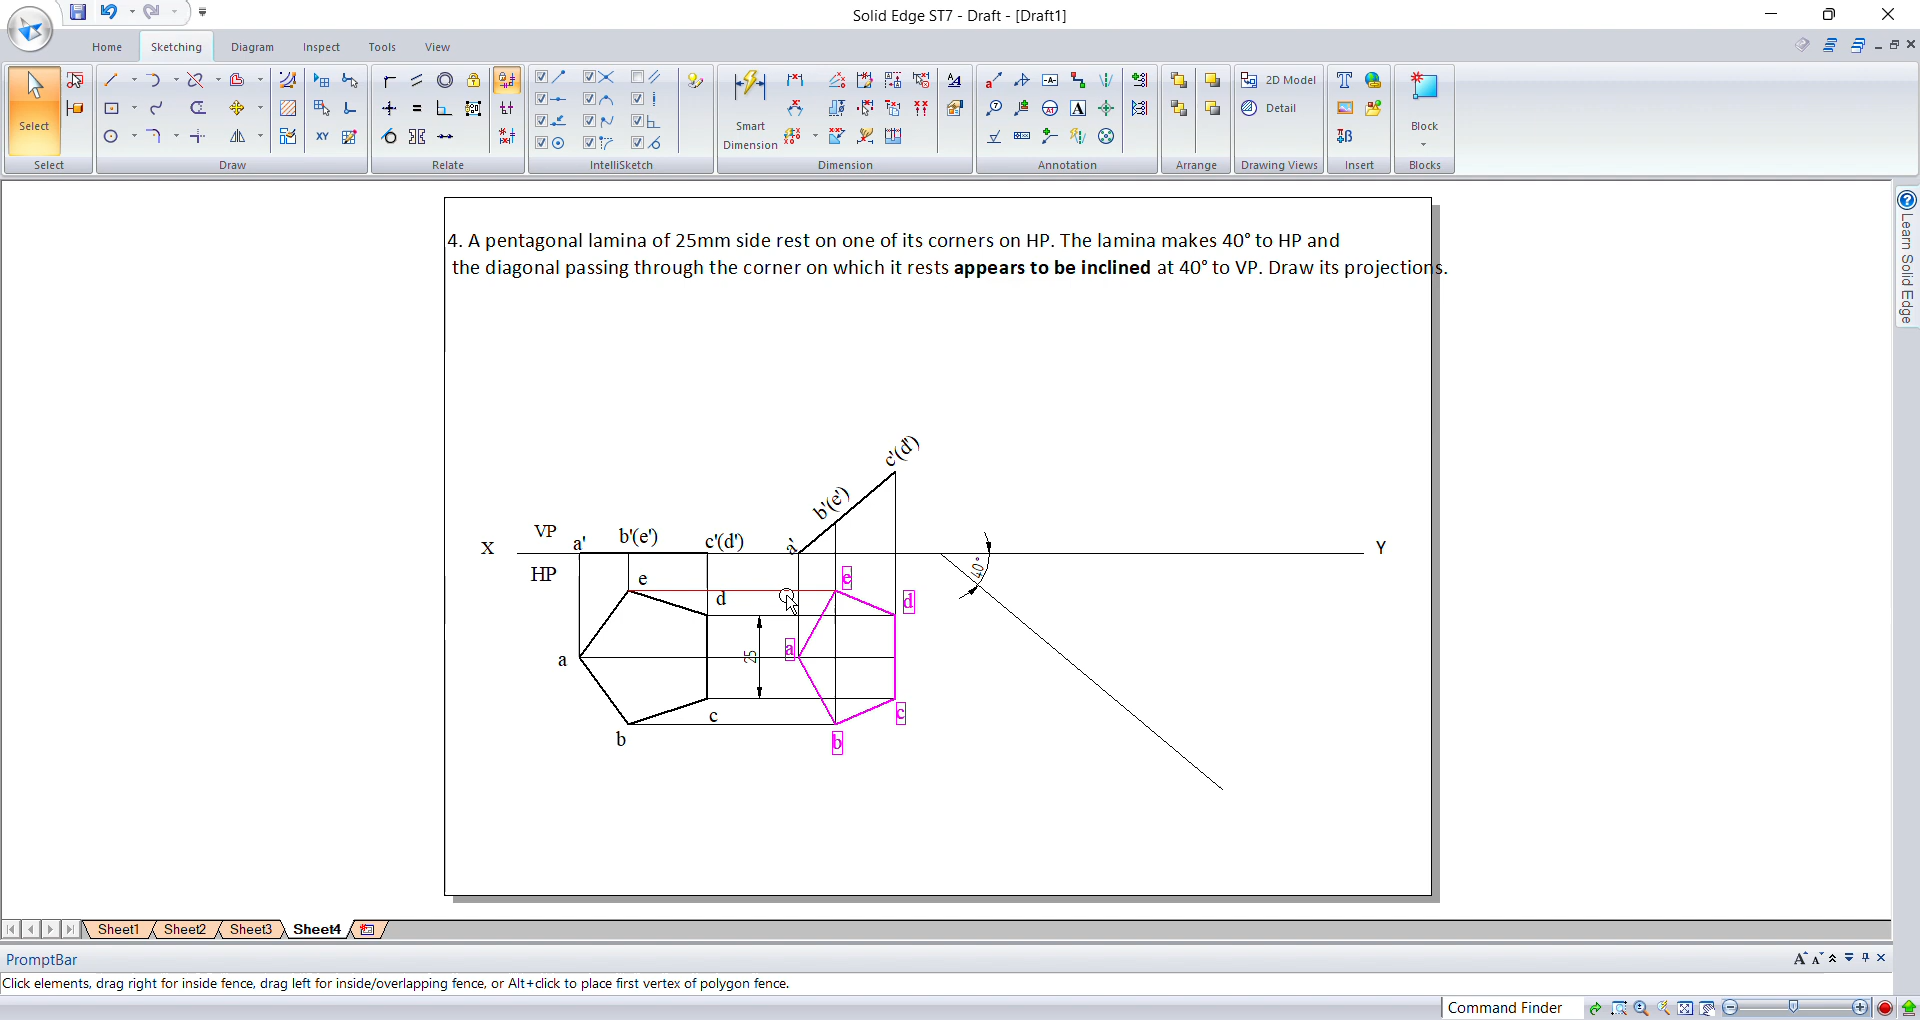 Solid Edge ST7 - Draft - [Draft1]
Home Sketching Diagram Inspect Tools View
Select
Smart
Dimension
2D Model
Detail
Block
XY
Select Draw Relate IntelliSketch Dimension Annotation Arrange Drawing Views Insert Blocks
Learn Solid Edge
4. A pentagonal lamina of 25mm side rest on one of its corners on HP. The lamina makes 40° to HP and
the diagonal passing through the corner on which it rests appears to be inclined at 40° to VP. Draw its projections.
c'(d')
b'(e')
X VP a' b'(e') c'(d') a' Y
HP
40°
e
d
a
25
c
b
e
d
a
c
b
Sheet1 Sheet2 Sheet3 Sheet4
PromptBar
Click elements, drag right for inside fence, drag left for inside/overlapping fence, or Alt+click to place first vertex of polygon fence.
Command Finder